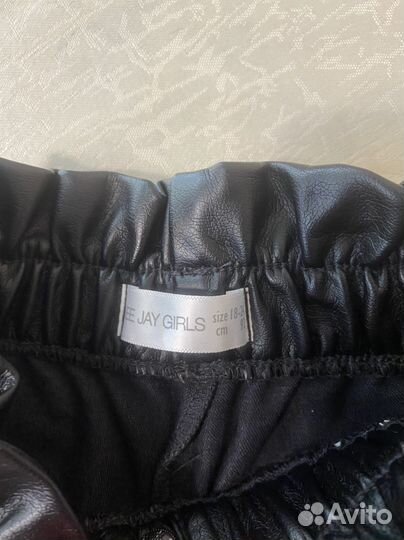 EE JAY GIRLS
size 18-
cm
Avito